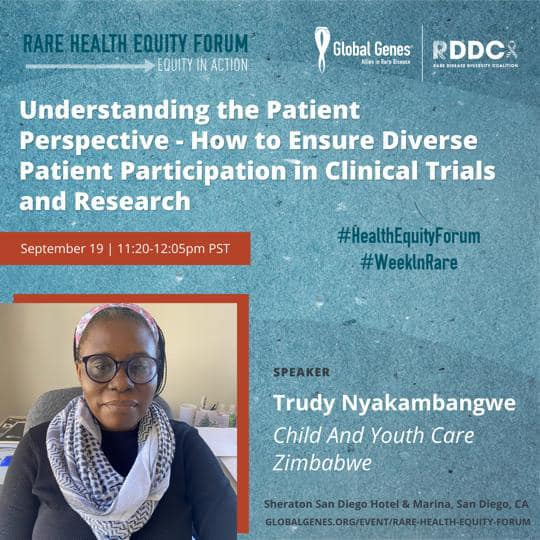 RARE HEALTH EQUITY FORUM
EQUITY IN ACTION
Global Genes
Allies in Rare Disease
RDDC
RARE DISEASE DIVERSITY COALITION
Understanding the Patient
Perspective - How to Ensure Diverse
Patient Participation in Clinical Trials
and Research
September 19 | 11:20-12:05pm PST
#HealthEquityForum
#WeekInRare
SPEAKER
Trudy Nyakambangwe
Child And Youth Care
Zimbabwe
Sheraton San Diego Hotel & Marina, San Diego, CA
GLOBALGENES.ORG/EVENT/RARE-HEALTH-EQUITY-FORUM